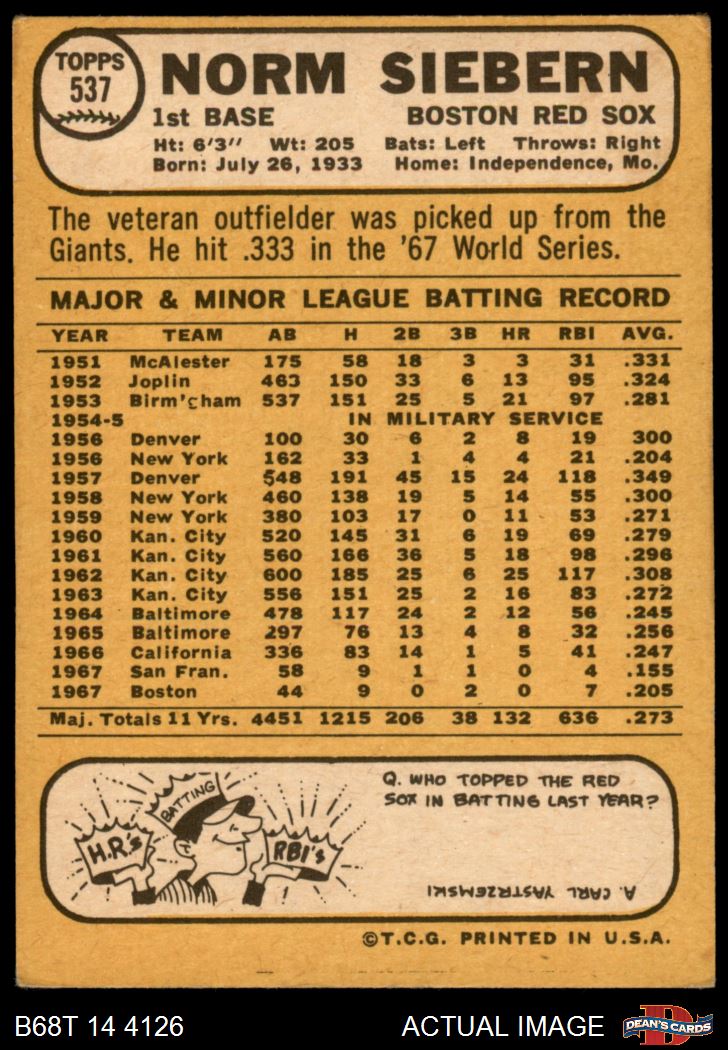 TOPPS
537
NORM SIEBERN
1st BASE BOSTON RED SOX
Ht: 6'3" Wt: 205 Bats: Left Throws: Right
Born: July 26, 1933 Home: Independence, Mo.
The veteran outfielder was picked up from the
Giants. He hit .333 in the '67 World Series.
MAJOR & MINOR LEAGUE BATTING RECORD
YEAR TEAM AB H 2B 3B HR RBI AVG.
1951 McAlester 175 58 18 3 3 31 .331
1952 Joplin 463 150 33 6 13 95 .324
1953 Birm'gham 537 151 25 5 21 97 .281
1954-5 IN MILITARY SERVICE
1956 Denver 100 30 6 2 8 19 300
1956 New York 162 33 1 4 4 21 .204
1957 Denver 548 191 45 15 24 118 .349
1958 New York 460 138 19 5 14 55 .300
1959 New York 380 103 17 0 11 53 .271
1960 Kan. City 520 145 31 6 19 69 .279
1961 Kan. City 560 166 36 5 18 98 .296
1962 Kan. City 600 185 25 6 25 117 .308
1963 Kan. City 556 151 25 2 16 83 .272
1964 Baltimore 478 117 24 2 12 56 .245
1965 Baltimore 297 76 13 4 8 32 .256
1966 California 336 83 14 1 5 41 .247
1967 San Fran. 58 9 1 1 0 4 .155
1967 Boston 44 9 0 2 0 7 .205
Maj. Totals 11 Yrs. 4451 1215 206 38 132 636 .273
BATTING
H.R.'s
RBI's
Q. WHO TOPPED THE RED
SOX IN BATTING LAST YEAR?
A. CARL YASTRZEMSKI
©T.C.G. PRINTED IN U.S.A.
B68T 14 4126 ACTUAL IMAGE
D
DEAN'S CARDS